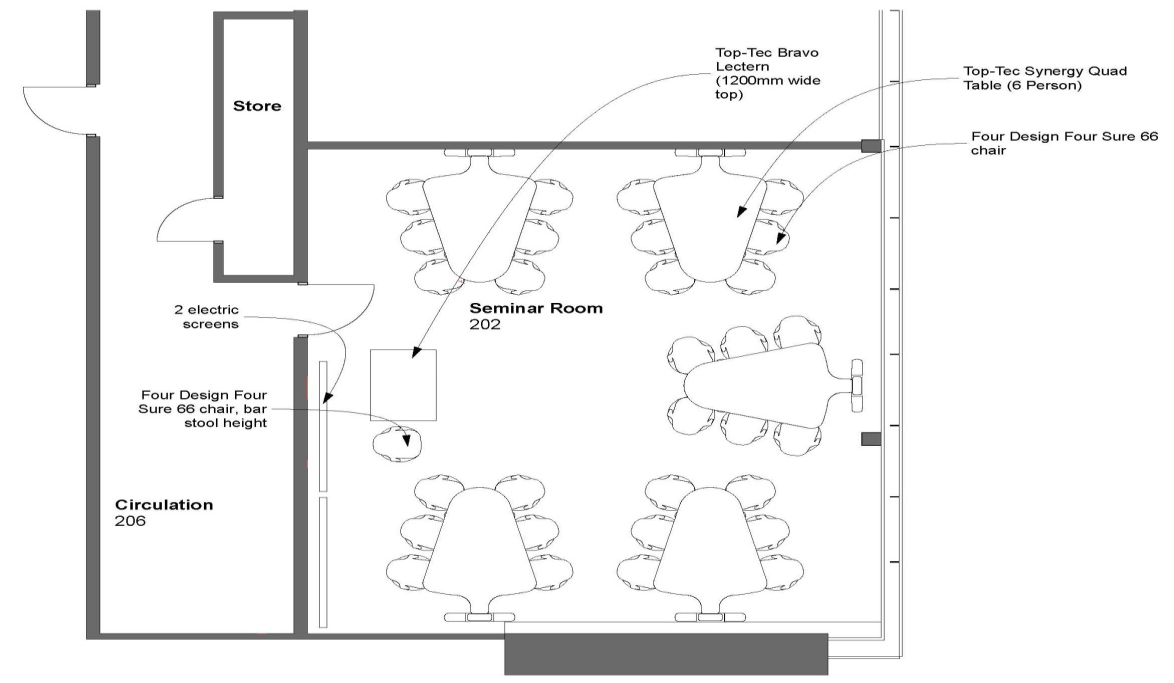 Top-Tec Bravo
Lectern
(1200mm wide
top)
Top-Tec Synergy Quad
Table (6 Person)
Four Design Four Sure 66
chair
Store
2 electric
screens
Seminar Room
202
Four Design Four
Sure 66 chair, bar
stool height
Circulation
206